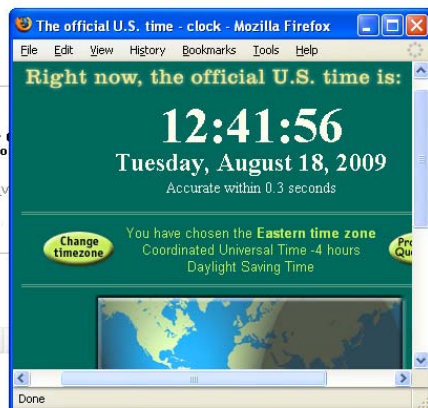 The official U.S. time - clock - Mozilla Firefox
File Edit View History Bookmarks Tools Help
Right now, the official U.S. time is:
12:41:56
Tuesday, August 18, 2009
Accurate within 0.3 seconds
Change
timezone
You have chosen the Eastern time zone
Coordinated Universal Time -4 hours
Daylight Saving Time
Done